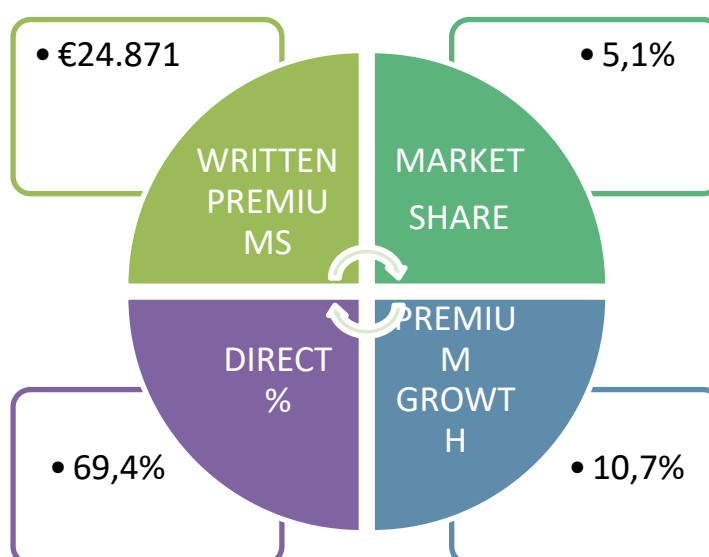 • €24.871
• 5,1%
WRITTEN
PREMIU
MS
MARKET
SHARE
DIRECT
%
PREMIU
M
GROWT
H
• 69,4%
• 10,7%